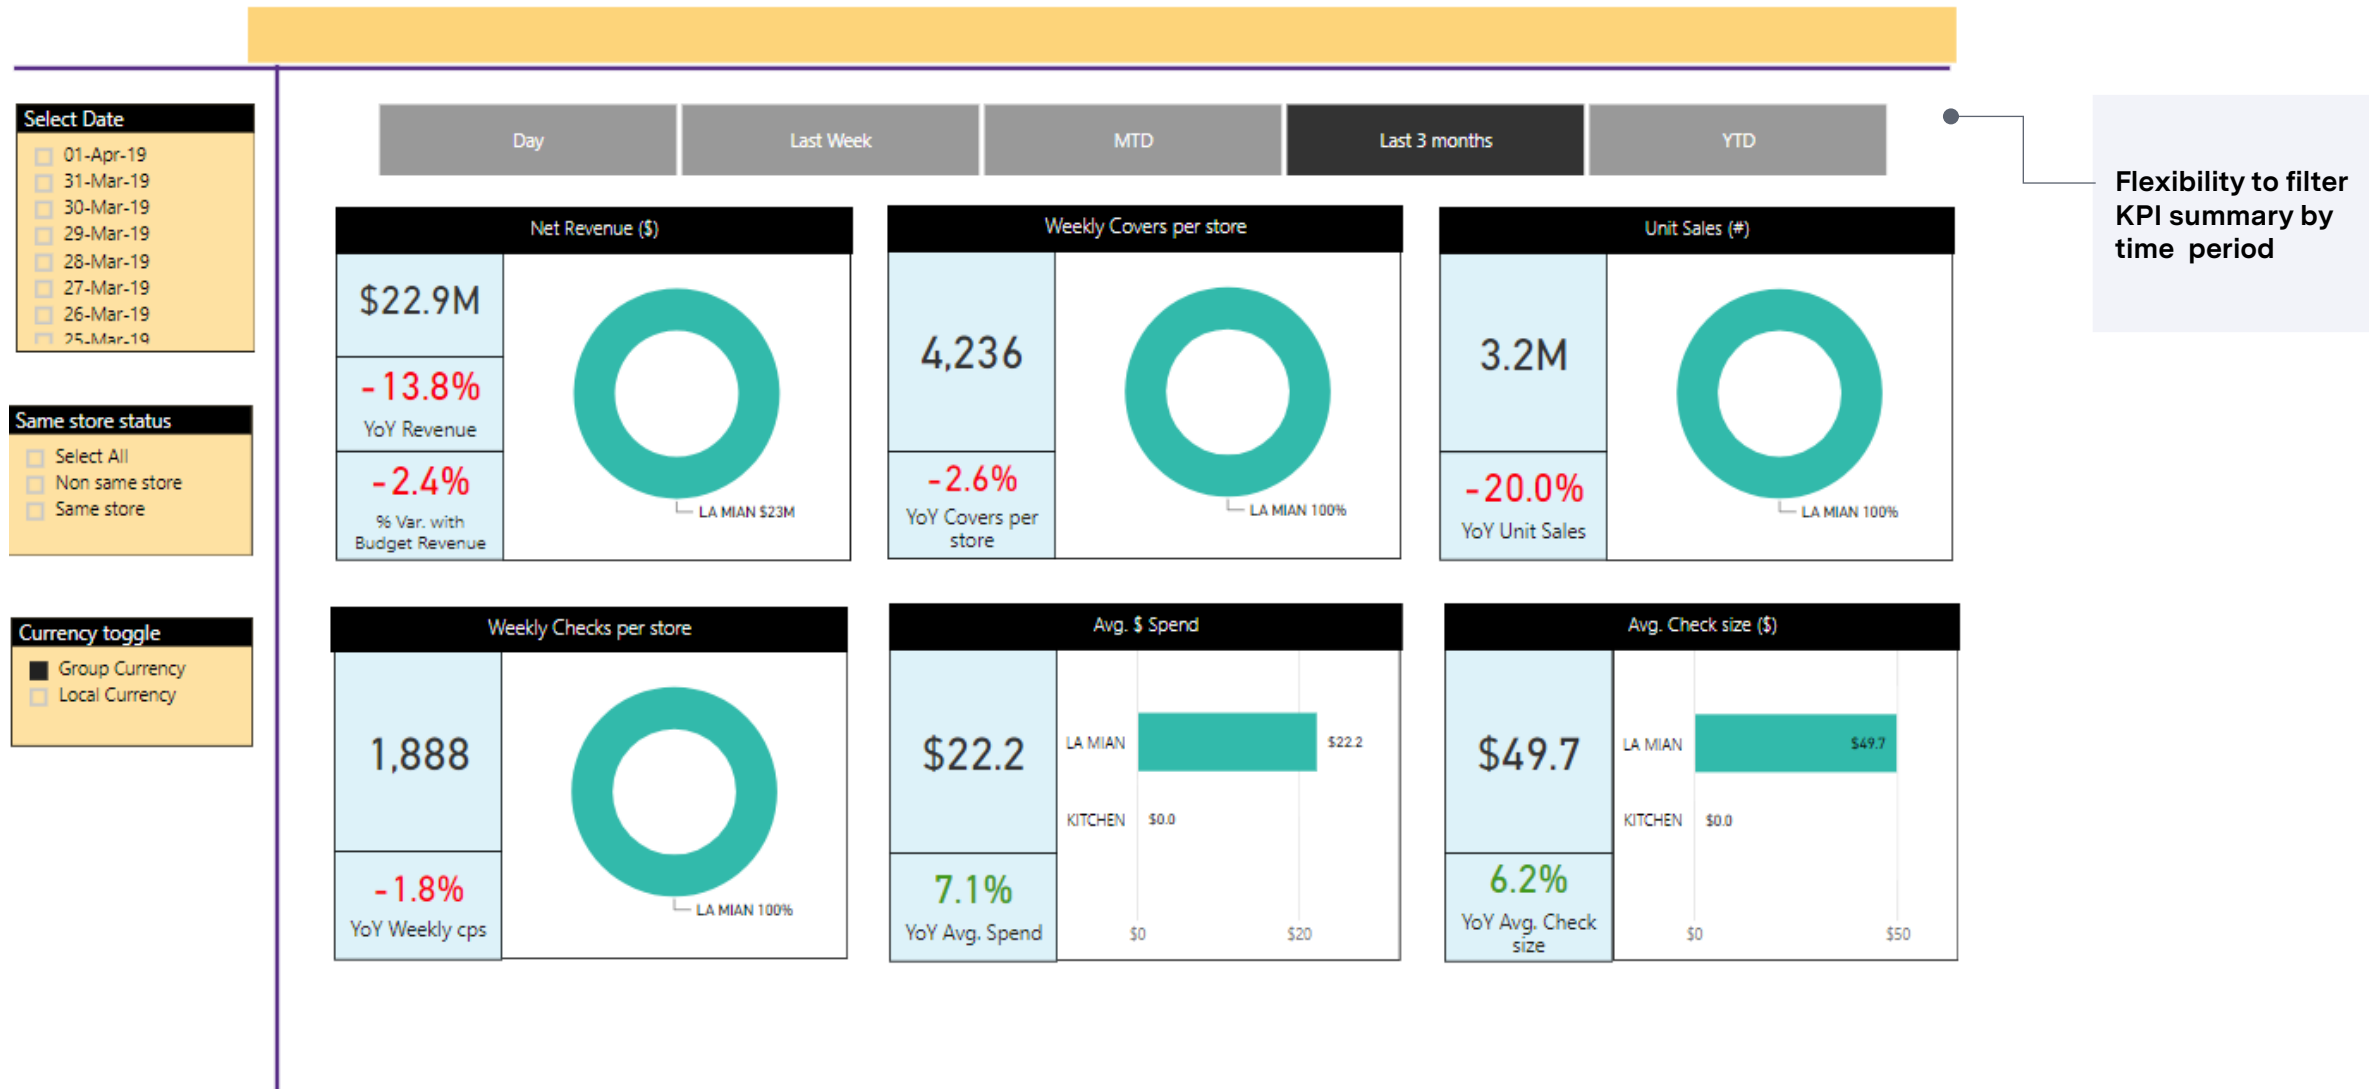 Select Date
01-Apr-19
31-Mar-19
30-Mar-19
29-Mar-19
28-Mar-19
27-Mar-19
26-Mar-19
25-Mar-19
Same store status
Select All
Non same store
Same store
Currency toggle
Group Currency
Local Currency
Day
Last Week
MTD
Last 3 months
YTD
Flexibility to filter
KPI summary by
time period
Net Revenue ($)
$22.9M
-13.8%
YoY Revenue
-2.4%
% Var. with
Budget Revenue
LA MIAN $23M
Weekly Covers per store
4,236
-2.6%
YoY Covers per
store
LA MIAN 100%
Unit Sales (#)
3.2M
-20.0%
YoY Unit Sales
LA MIAN 100%
Weekly Checks per store
1,888
-1.8%
YoY Weekly cps
LA MIAN 100%
Avg. $ Spend
$22.2
7.1%
YoY Avg. Spend
LA MIAN
$22.2
KITCHEN
$0.0
$0
$20
Avg. Check size ($)
$49.7
6.2%
YoY Avg. Check
size
LA MIAN
$49.7
KITCHEN
$0.0
$0
$50